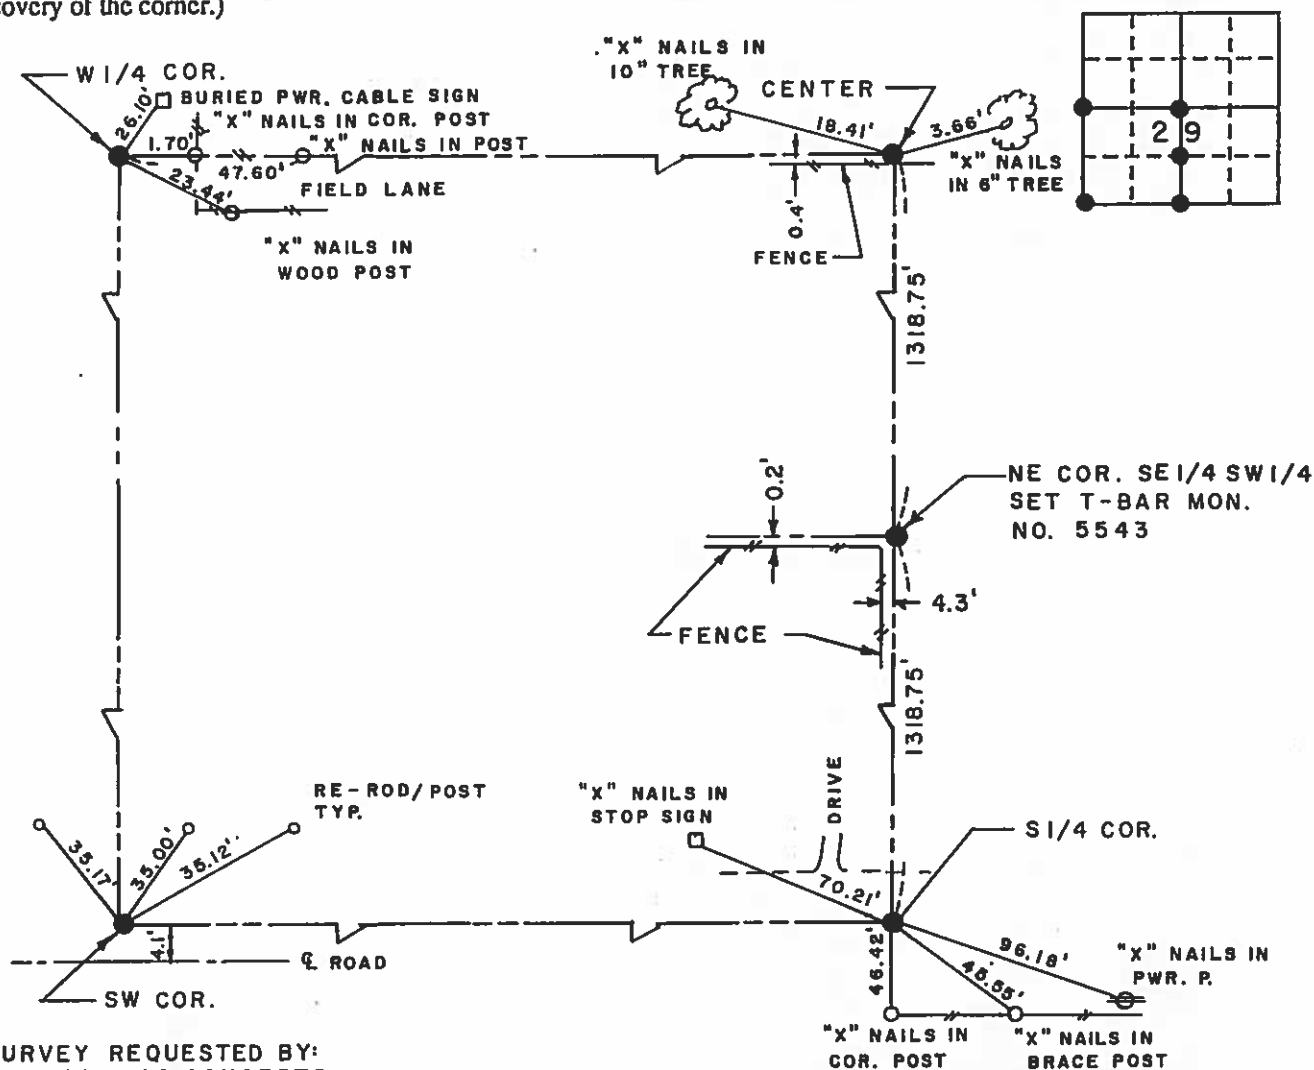 covery of the corner.)
W 1/4 COR.
26.10'
BURIED PWR. CABLE SIGN
"X" NAILS IN COR. POST
1.70'
"X" NAILS IN POST
47.60'
23.44'
FIELD LANE
"X" NAILS IN
WOOD POST
"X" NAILS IN
10" TREE
CENTER
18.41'
3.66'
"X" NAILS
IN 6" TREE
0.4'
FENCE
29
1318.75'
0.2'
NE COR. SE 1/4 SW 1/4
SET T-BAR MON.
NO. 5543
4.3'
FENCE
1318.75'
RE-ROD/POST
TYP.
35.17'
35.00'
35.12'
"X" NAILS IN
STOP SIGN
DRIVE
S 1/4 COR.
70.21'
4.1'
℄ ROAD
SW COR.
46.42'
96.18'
"X" NAILS IN
PWR. P.
"X" NAILS IN
COR. POST
"X" NAILS IN
BRACE POST
URVEY REQUESTED BY: